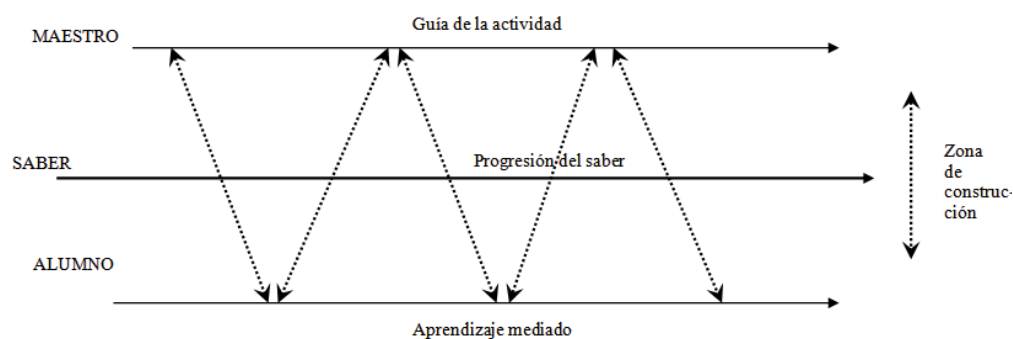 Guía de la actividad
MAESTRO
SABER
Progresión del saber
Zona
de
construc-
ción
ALUMNO
Aprendizaje mediado